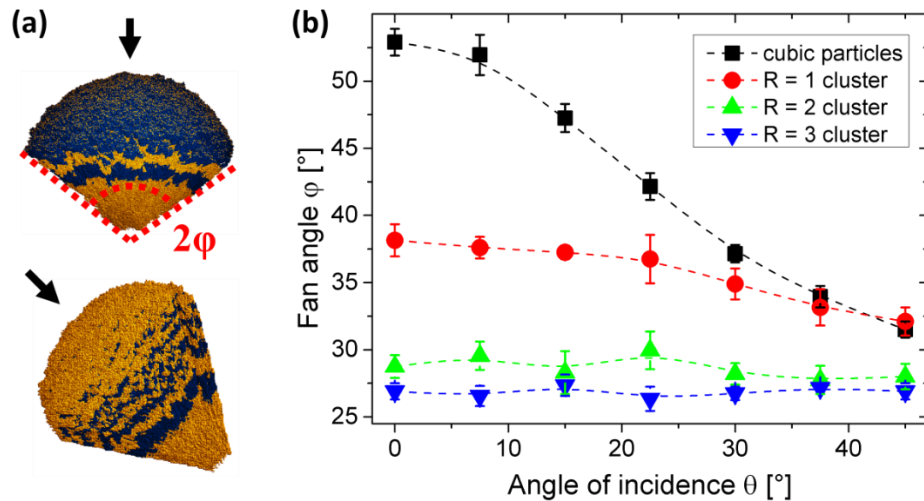 (a)
2φ
(b)
cubic particles
R = 1 cluster
R = 2 cluster
R = 3 cluster
Fan angle φ [°]
50
45
40
35
30
25
0
10
20
30
40
Angle of incidence θ [°]